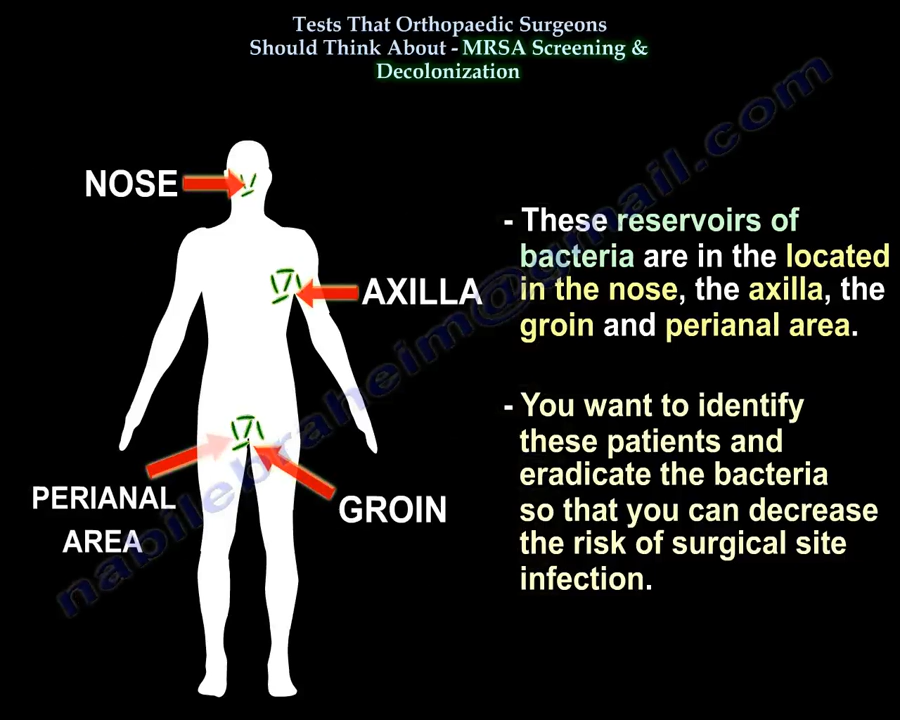 Tests That Orthopaedic Surgeons
Should Think About - MRSA Screening &
Decolonization
NOSE
AXILLA
PERIANAL
AREA
GROIN
- These reservoirs of
bacteria are in the located
in the nose, the axilla, the
groin and perianal area.
- You want to identify
these patients and
eradicate the bacteria
so that you can decrease
the risk of surgical site
infection.
nabilebraheim@gmail.com